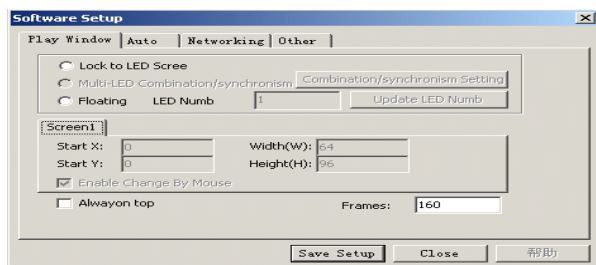 Software Setup
Play Window Auto Networking Other
Lock to LED Scree
Multi-LED Combination/synchronism Combination/synchronism Setting
Floating LED Numb 1 Update LED Numb
Screen1
Start X: 0 Width(W): 64
Start Y: 0 Height(H): 96
Enable Change By Mouse
Alwayon top Frames: 160
Save Setup Close 帮助